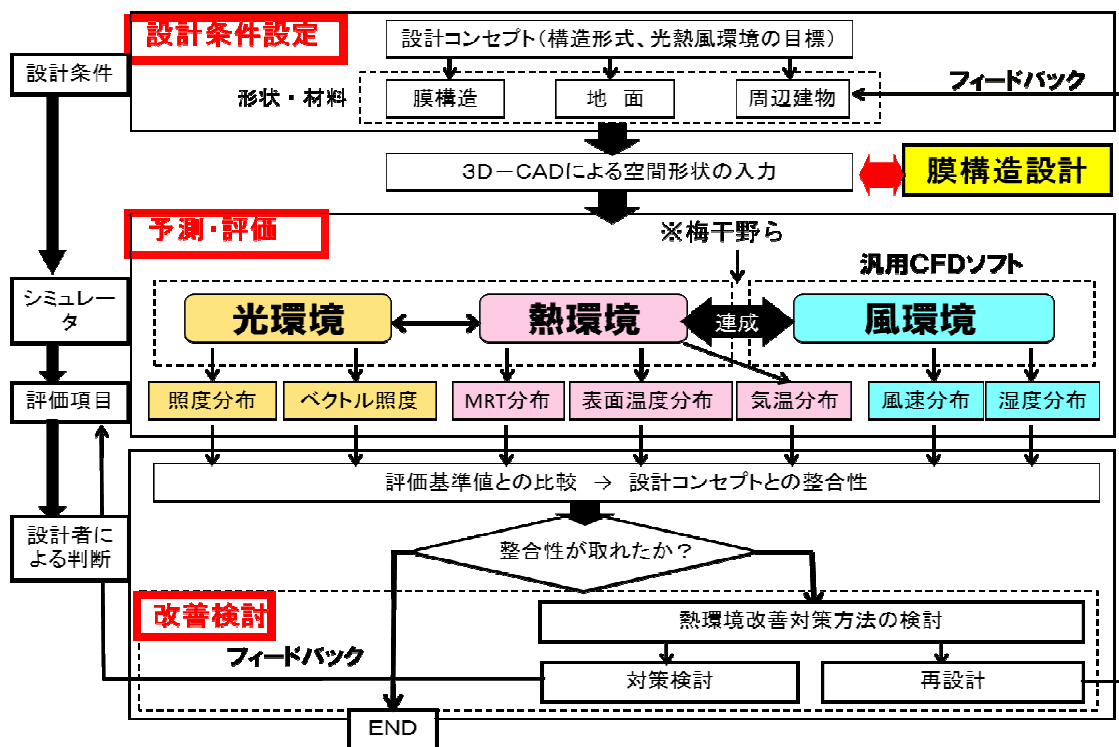 設計条件設定
設計コンセプト(構造形式、光熱風環境の目標)
設計条件
形状・材料
膜構造
地 面
周辺建物
フィードバック
3D-CADによる空間形状の入力
膜構造設計
予測・評価
※梅干野ら
汎用CFDソフト
シミュレー
タ
光環境
熱環境
連成
風環境
評価項目
照度分布
ベクトル照度
MRT分布
表面温度分布
気温分布
風速分布
湿度分布
評価基準値との比較 → 設計コンセプトとの整合性
設計者に
よる判断
整合性が取れたか？
改善検討
熱環境改善対策方法の検討
フィードバック
対策検討
再設計
END